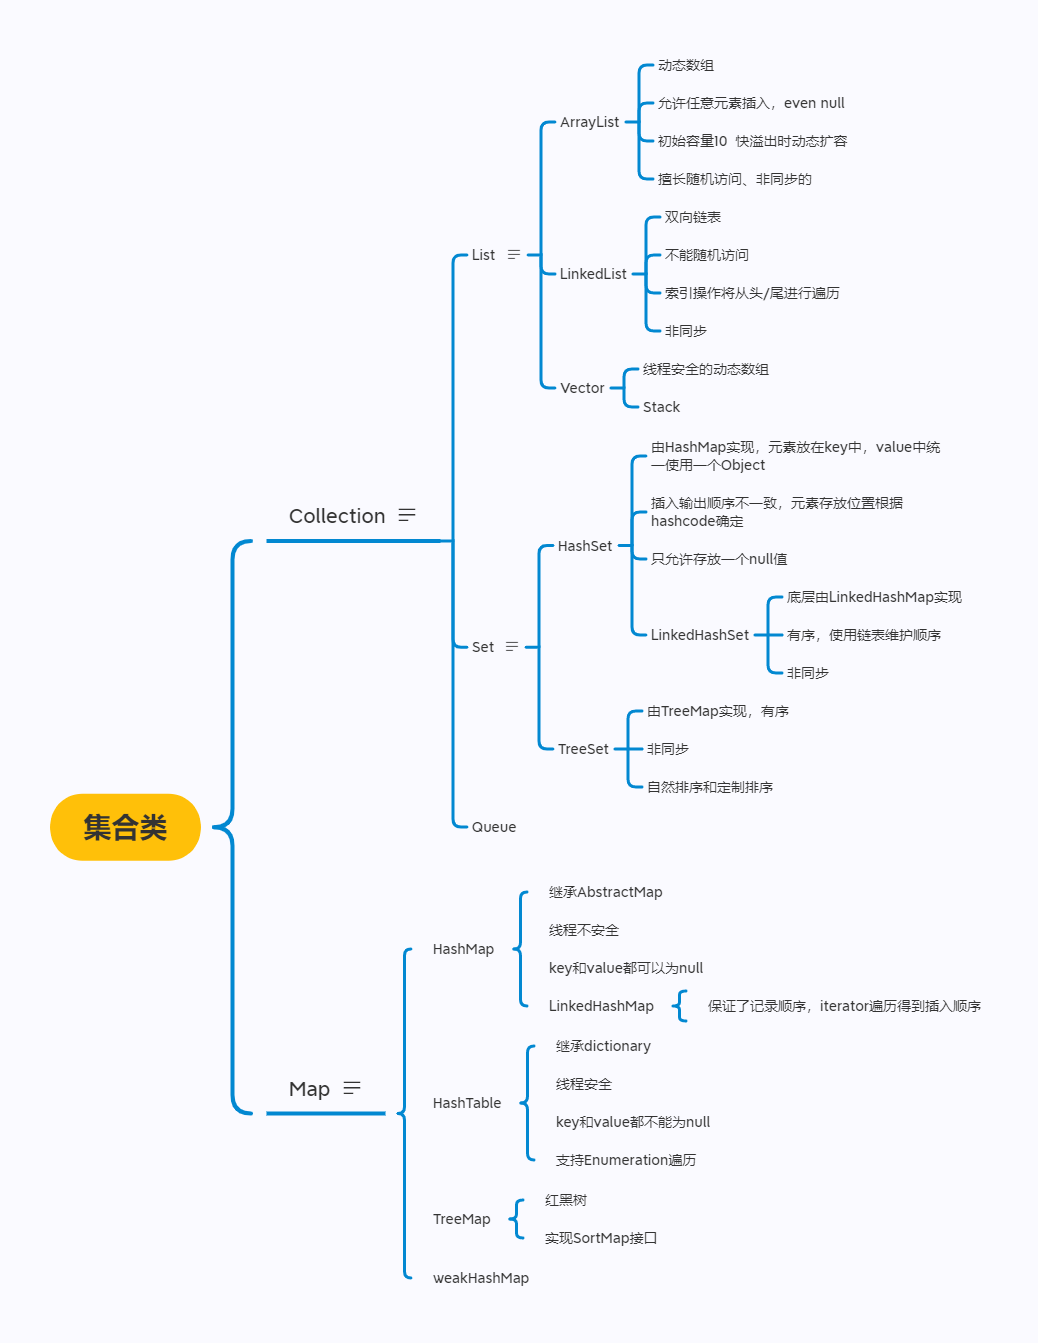 集合类
Collection
List
ArrayList
动态数组
允许任意元素插入，even null
初始容量10  快溢出时动态扩容
擅长随机访问、非同步的
LinkedList
双向链表
不能随机访问
索引操作将从头/尾进行遍历
非同步
Vector
线程安全的动态数组
Stack
Set
HashSet
由HashMap实现，元素放在key中，value中统
一使用一个Object
插入输出顺序不一致，元素存放位置根据
hashcode确定
只允许存放一个null值
LinkedHashSet
底层由LinkedHashMap实现
有序，使用链表维护顺序
非同步
TreeSet
由TreeMap实现，有序
非同步
自然排序和定制排序
Queue
Map
HashMap
继承AbstractMap
线程不安全
key和value都可以为null
LinkedHashMap
保证了记录顺序，iterator遍历得到插入顺序
HashTable
继承dictionary
线程安全
key和value都不能为null
支持Enumeration遍历
TreeMap
红黑树
实现SortMap接口
weakHashMap